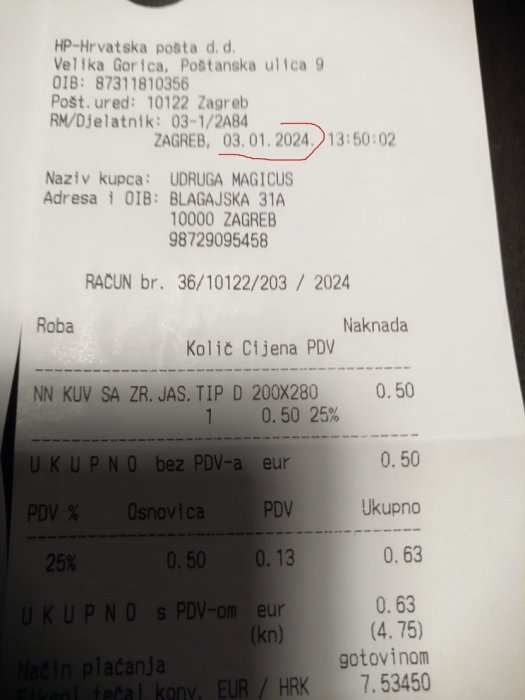 HP-Hrvatska pošta d.d.
Velika Gorica, Poštanska ulica 9
OIB: 87311810356
Pošt.ured: 10122 Zagreb
RM/Djelatnik: 03-1/2A84
ZAGREB, 03.01.2024, 13:50:02
Naziv kupca: UDRUGA MAGICUS
Adresa i OIB: BLAGAJSKA 31A
10000 ZAGREB
98729095458
RAČUN br. 36/10122/203 / 2024
Roba Naknada
Količ Cijena PDV
NN KUV SA ZR.JAS.TIP D 200X280 0.50
1 0.50 25%
U K U P N O bez PDV-a eur 0.50
PDV % Osnovica PDV Ukupno
25% 0.50 0.13 0.63
U K U P N O s PDV-om eur 0.63
(kn) (4.75)
Način plaćanja gotovinom
tečaj konv. EUR / HRK 7.53450